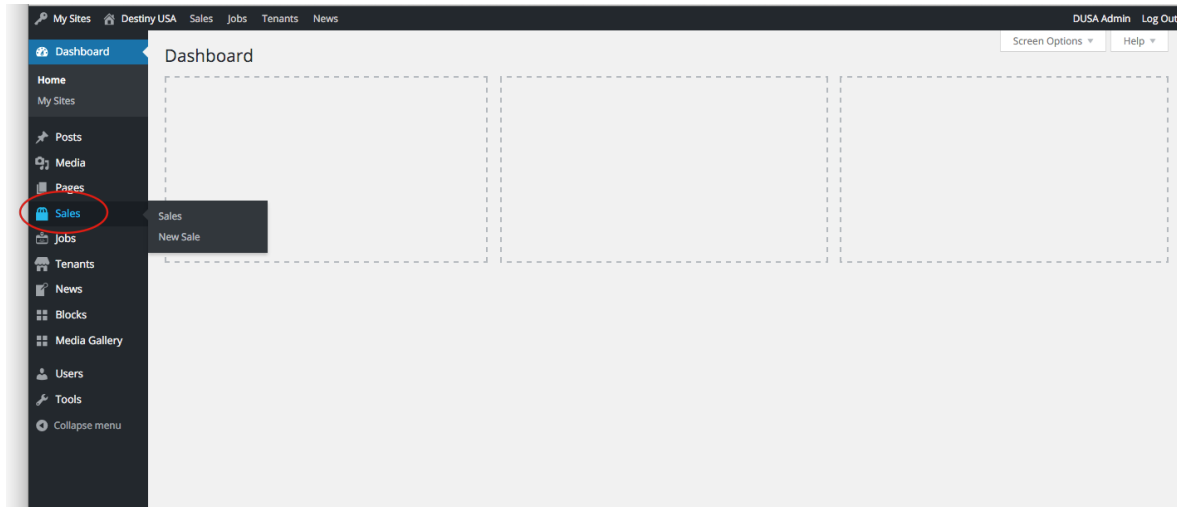 My Sites Destiny USA Sales Jobs Tenants News DUSA Admin Log Out
Screen Options Help
Dashboard
Dashboard
Home
My Sites
Posts
Media
Pages
Sales
Sales
New Sale
Jobs
Tenants
News
Blocks
Media Gallery
Users
Tools
Collapse menu